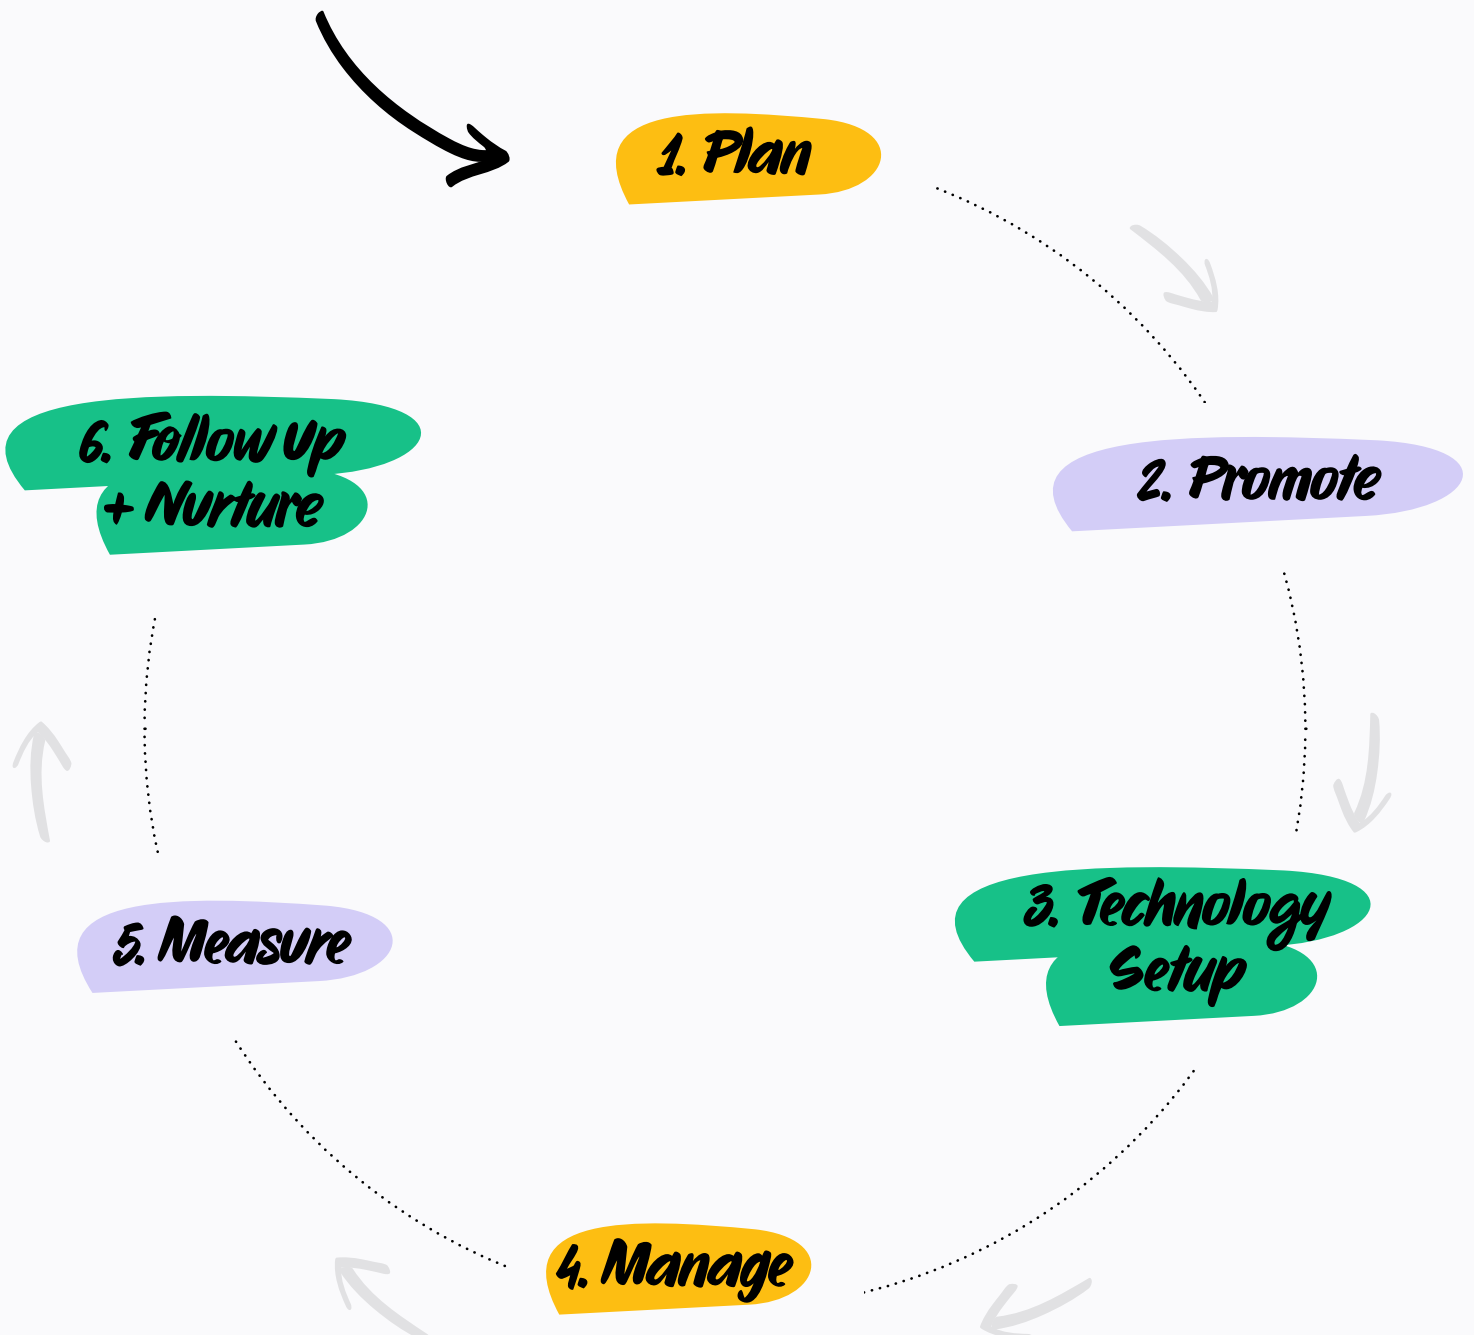 1. Plan
2. Promote
3. Technology
Setup
4. Manage
5. Measure
6. Follow Up
+ Nurture